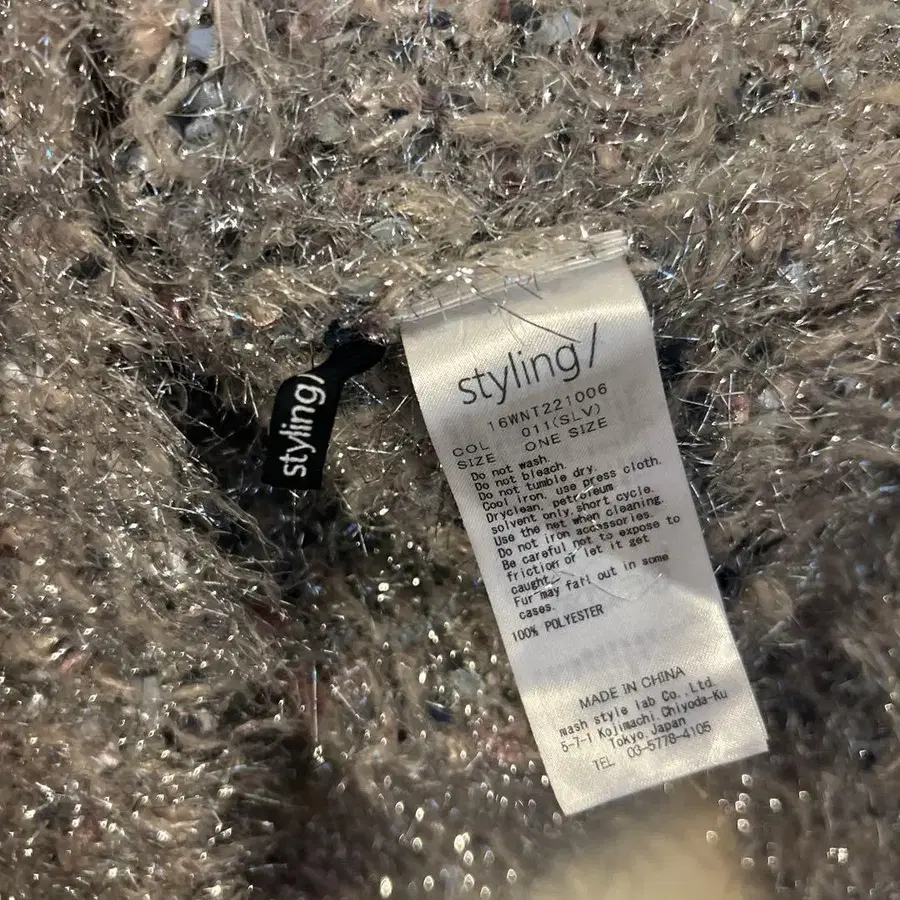 styling/
styling/
16WNT221006
COL 011(SLV)
SIZE ONE SIZE
Do not wash.
Do not bleach.
Do not tumble dry.
Cool iron, use press cloth.
Dryclean, petroleum
solvent only, short cycle.
Use the net when cleaning.
Do not iron accessories.
Be careful not to expose to
friction or let it get
caught.
Fur may fall out in some
cases.
100% POLYESTER
MADE IN CHINA
mash style lab Co.,Ltd.
5-7-1 Kojimachi,Chiyoda-Ku
Tokyo,Japan
TEL 03-5778-4105